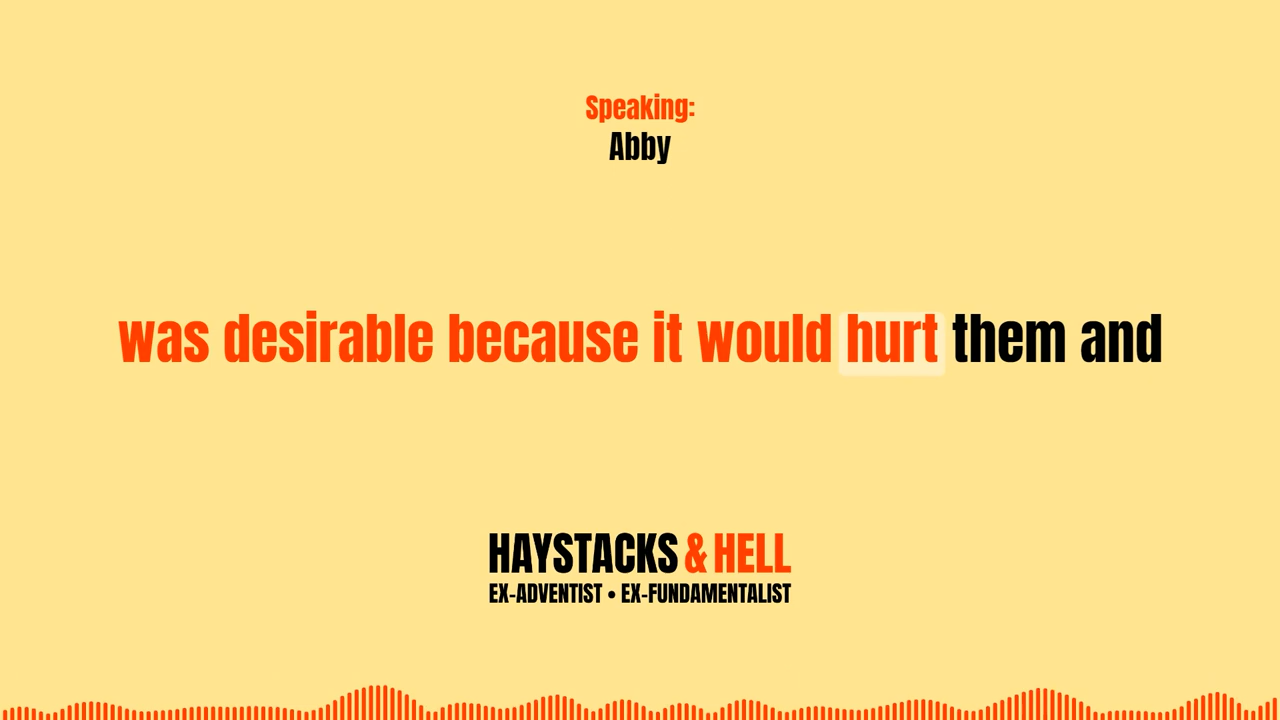 Speaking:
Abby
was desirable because it would hurt them and
HAYSTACKS & HELL
EX-ADVENTIST • EX-FUNDAMENTALIST